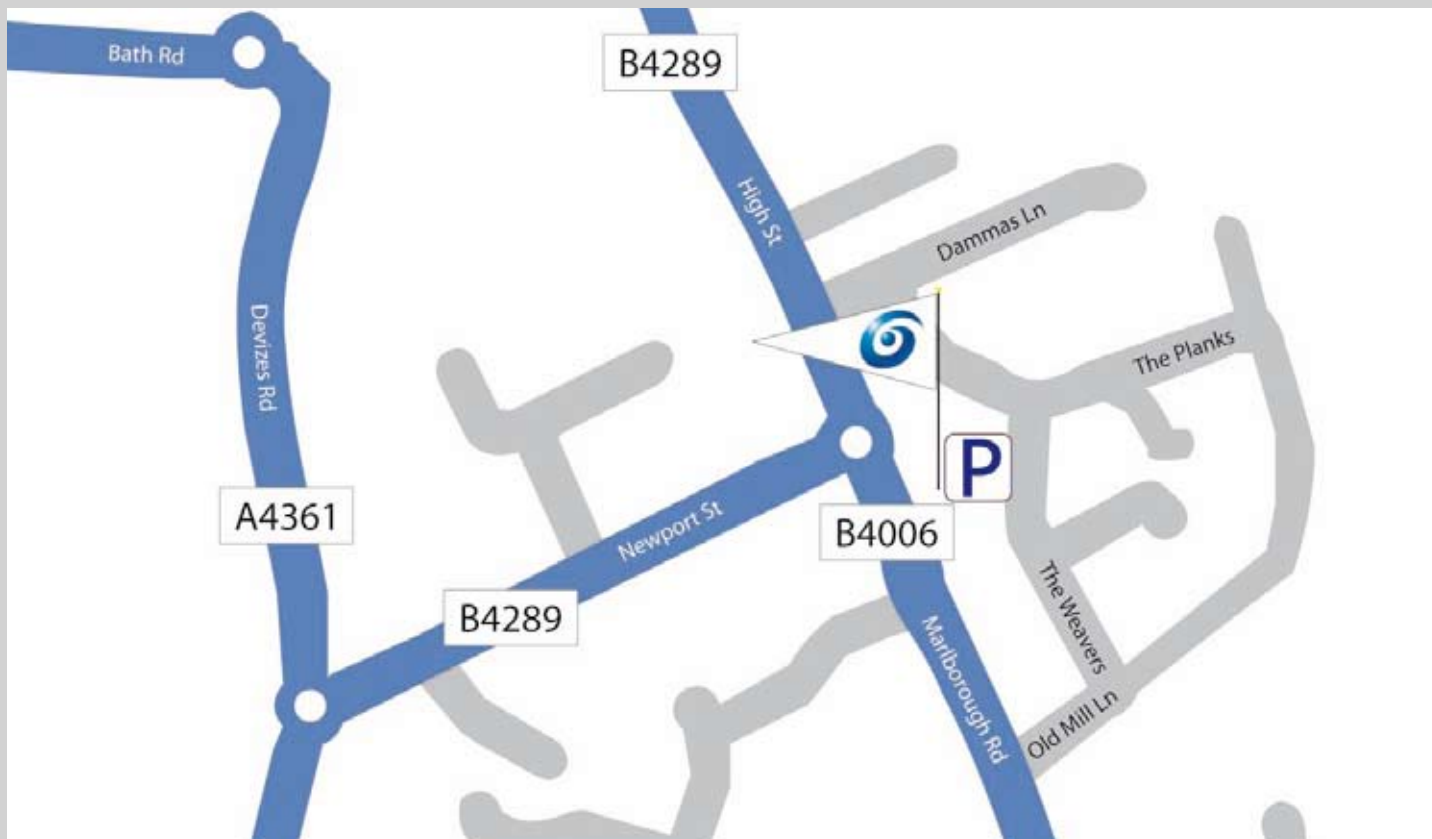 Bath Rd
B4289
High St
Dammas Ln
Devizes Rd
The Planks
P
A4361
Newport St
B4006
B4289
The Weavers
Marlborough Rd
Old Mill Ln